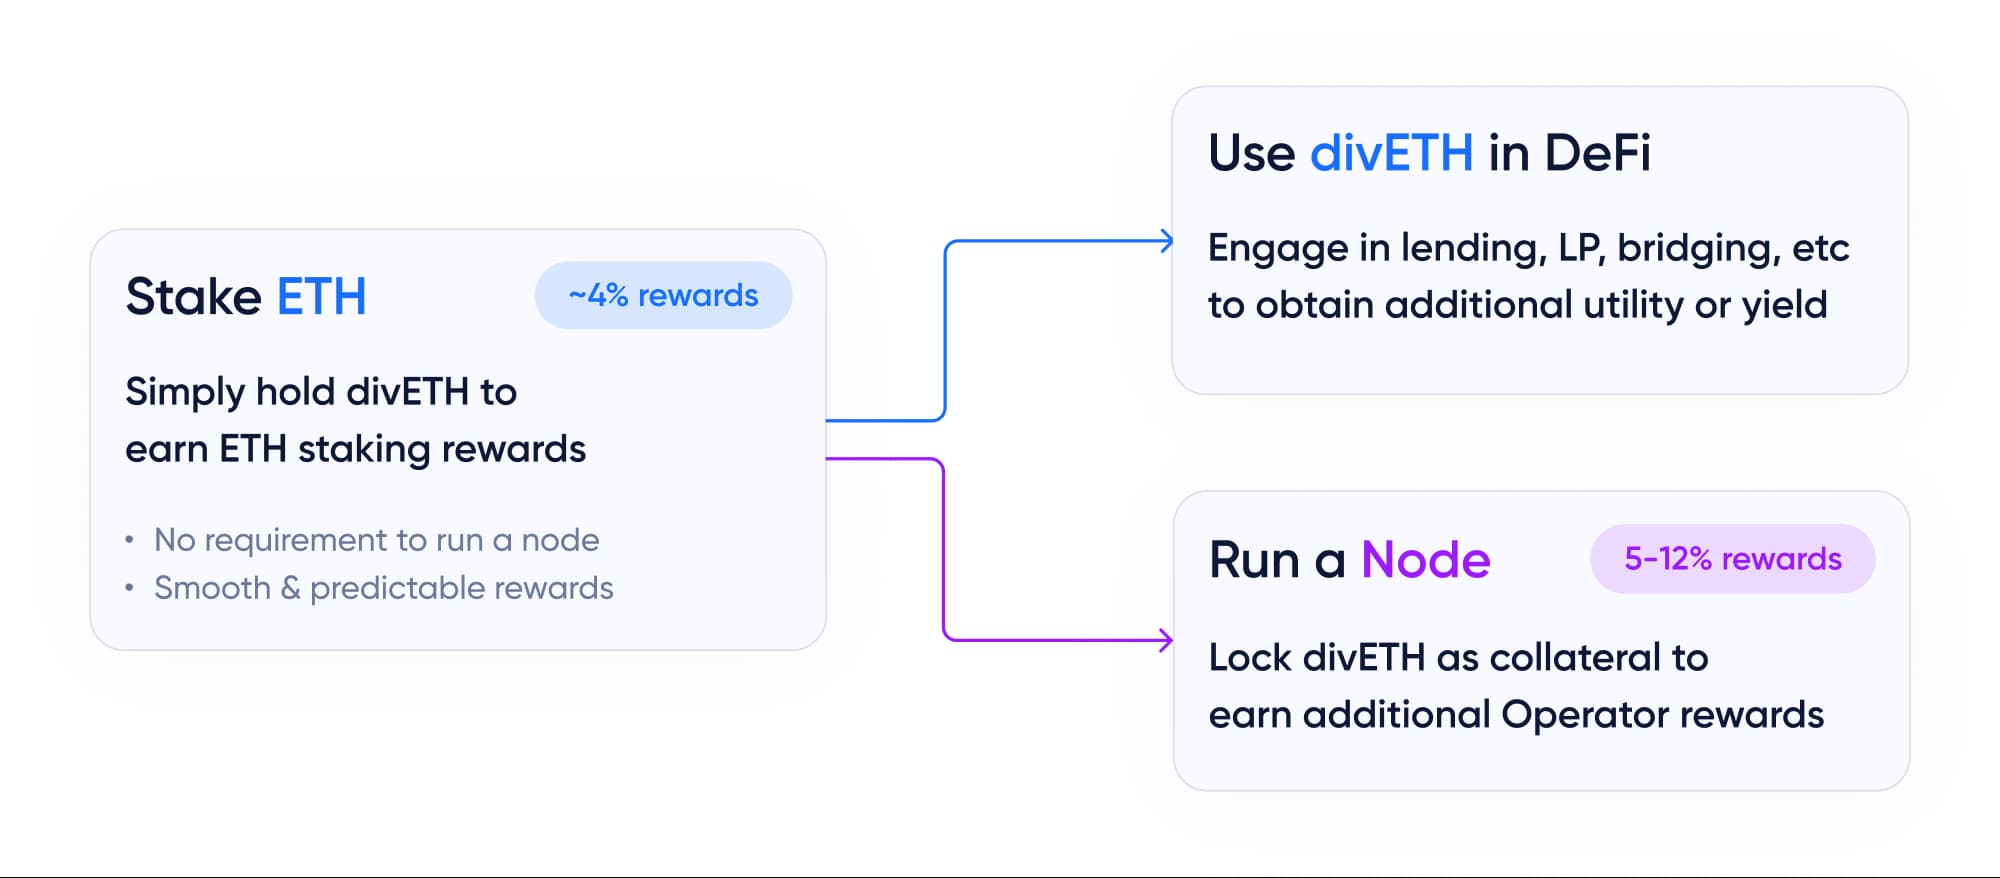 Stake ETH
~4% rewards
Simply hold divETH to
earn ETH staking rewards
• No requirement to run a node
• Smooth & predictable rewards
Use divETH in DeFi
Engage in lending, LP, bridging, etc
to obtain additional utility or yield
Run a Node
5-12% rewards
Lock divETH as collateral to
earn additional Operator rewards